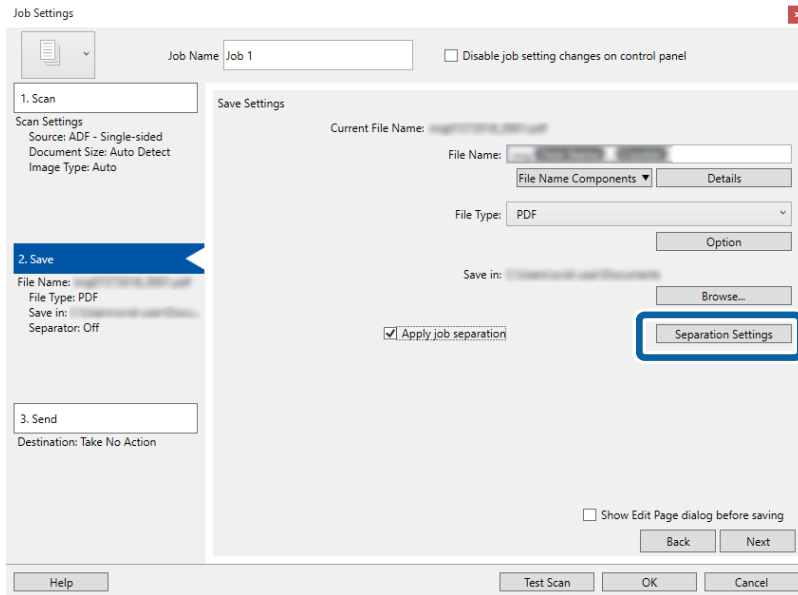 Job Settings
Job Name Job 1
Disable job setting changes on control panel
1. Scan
Scan Settings
Source: ADF - Single-sided
Document Size: Auto Detect
Image Type: Auto
2. Save
File Name:
File Type: PDF
Save in:
Separator: Off
3. Send
Destination: Take No Action
Save Settings
Current File Name:
File Name:
File Name Components ▼ Details
File Type: PDF
Option
Save in:
Browse...
Apply job separation Separation Settings
Show Edit Page dialog before saving
Back Next
Help Test Scan OK Cancel